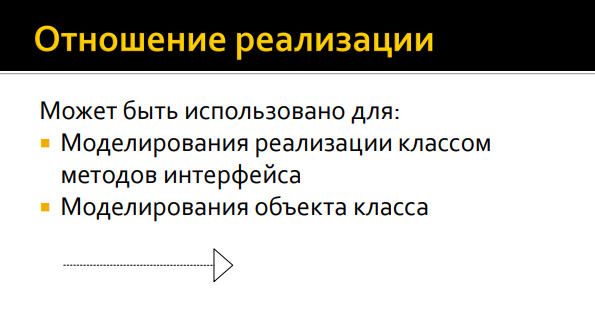 Отношение реализации
Может быть использовано для:
Моделирования реализации классом
методов интерфейса
Моделирования объекта класса